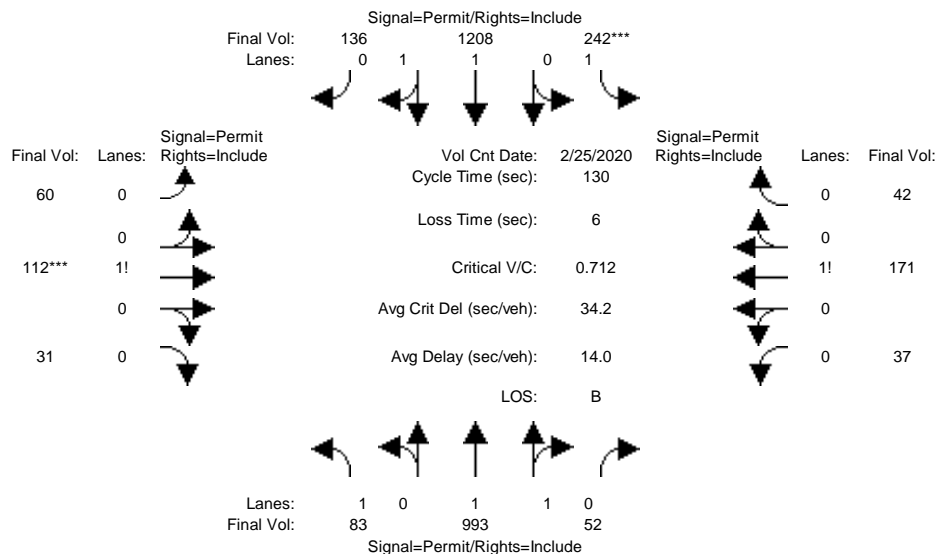 Signal=Permit/Rights=Include
Final Vol: 136 1208 242***
Lanes: 0 1 1 0 1
Signal=Permit
Final Vol: Lanes: Rights=Include
Vol Cnt Date: 2/25/2020
Signal=Permit
Rights=Include Lanes: Final Vol:
Cycle Time (sec): 130
60 0
0 42
Loss Time (sec): 6
0
0
112*** 1!
Critical V/C: 0.712
1! 171
0
Avg Crit Del (sec/veh): 34.2
0
31 0
Avg Delay (sec/veh): 14.0
0 37
LOS: B
Lanes: 1 0 1 1 0
Final Vol: 83 993 52
Signal=Permit/Rights=Include